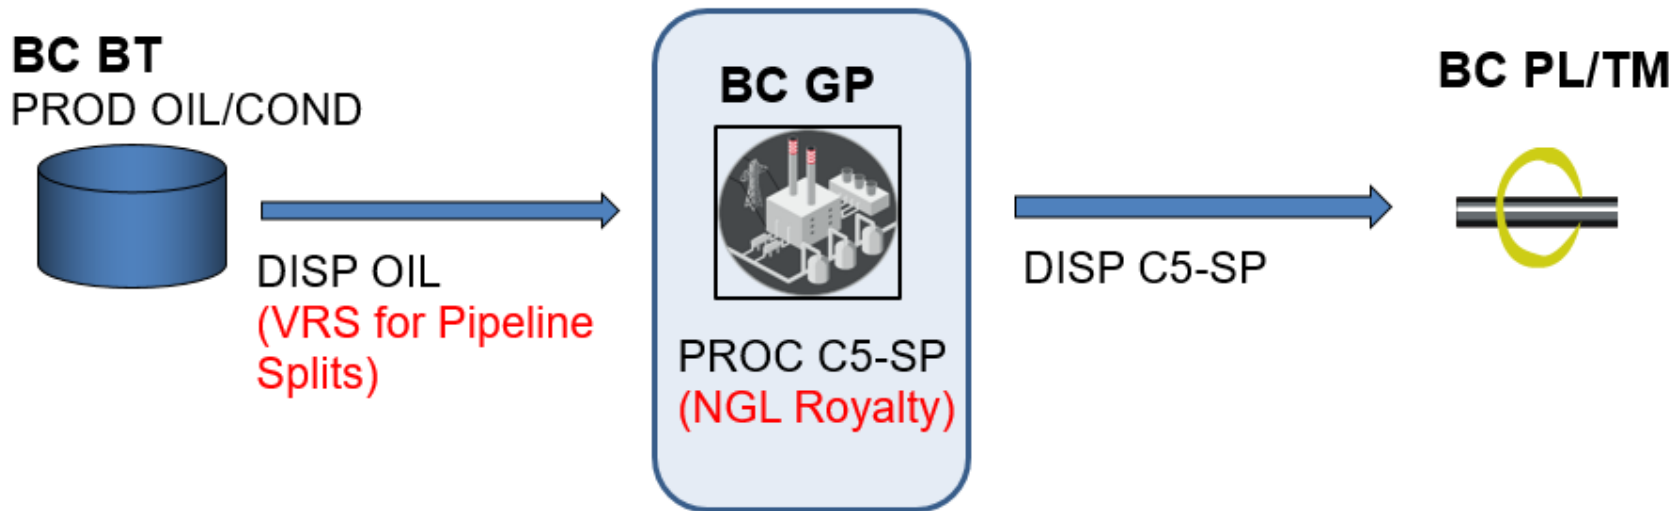 BC BT
PROD OIL/COND
DISP OIL
(VRS for Pipeline
Splits)
BC GP
PROC C5-SP
(NGL Royalty)
DISP C5-SP
BC PL/TM